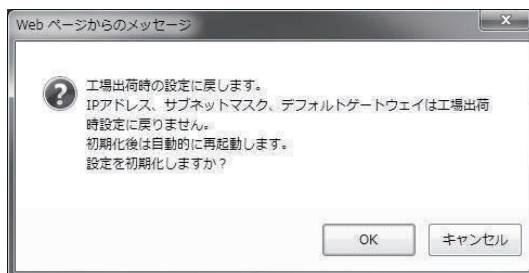 Web ページからのメッセージ
x
?
工場出荷時の設定に戻します。
IPアドレス、サブネットマスク、デフォルトゲートウェイは工場出荷
時設定に戻りません。
初期化後は自動的に再起動します。
設定を初期化しますか？
OK
キャンセル